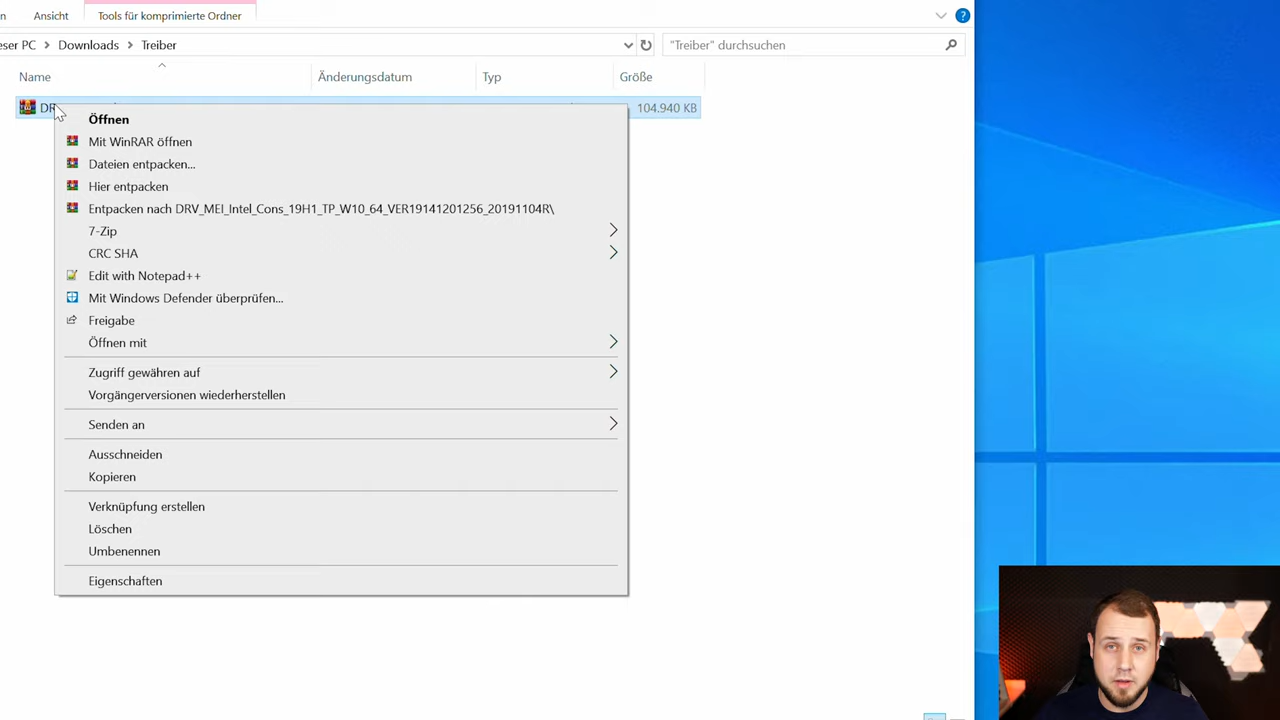 Ansicht
Tools für komprimierte Ordner
?
eser PC > Downloads > Treiber
"Treiber" durchsuchen
Name
Änderungsdatum
Typ
Größe
DR
104.940 KB
Öffnen
Mit WinRAR öffnen
Dateien entpacken...
Hier entpacken
Entpacken nach DRV_MEI_Intel_Cons_19H1_TP_W10_64_VER19141201256_20191104R\
7-Zip
CRC SHA
Edit with Notepad++
Mit Windows Defender überprüfen...
Freigabe
Öffnen mit
Zugriff gewähren auf
Vorgängerversionen wiederherstellen
Senden an
Ausschneiden
Kopieren
Verknüpfung erstellen
Löschen
Umbenennen
Eigenschaften